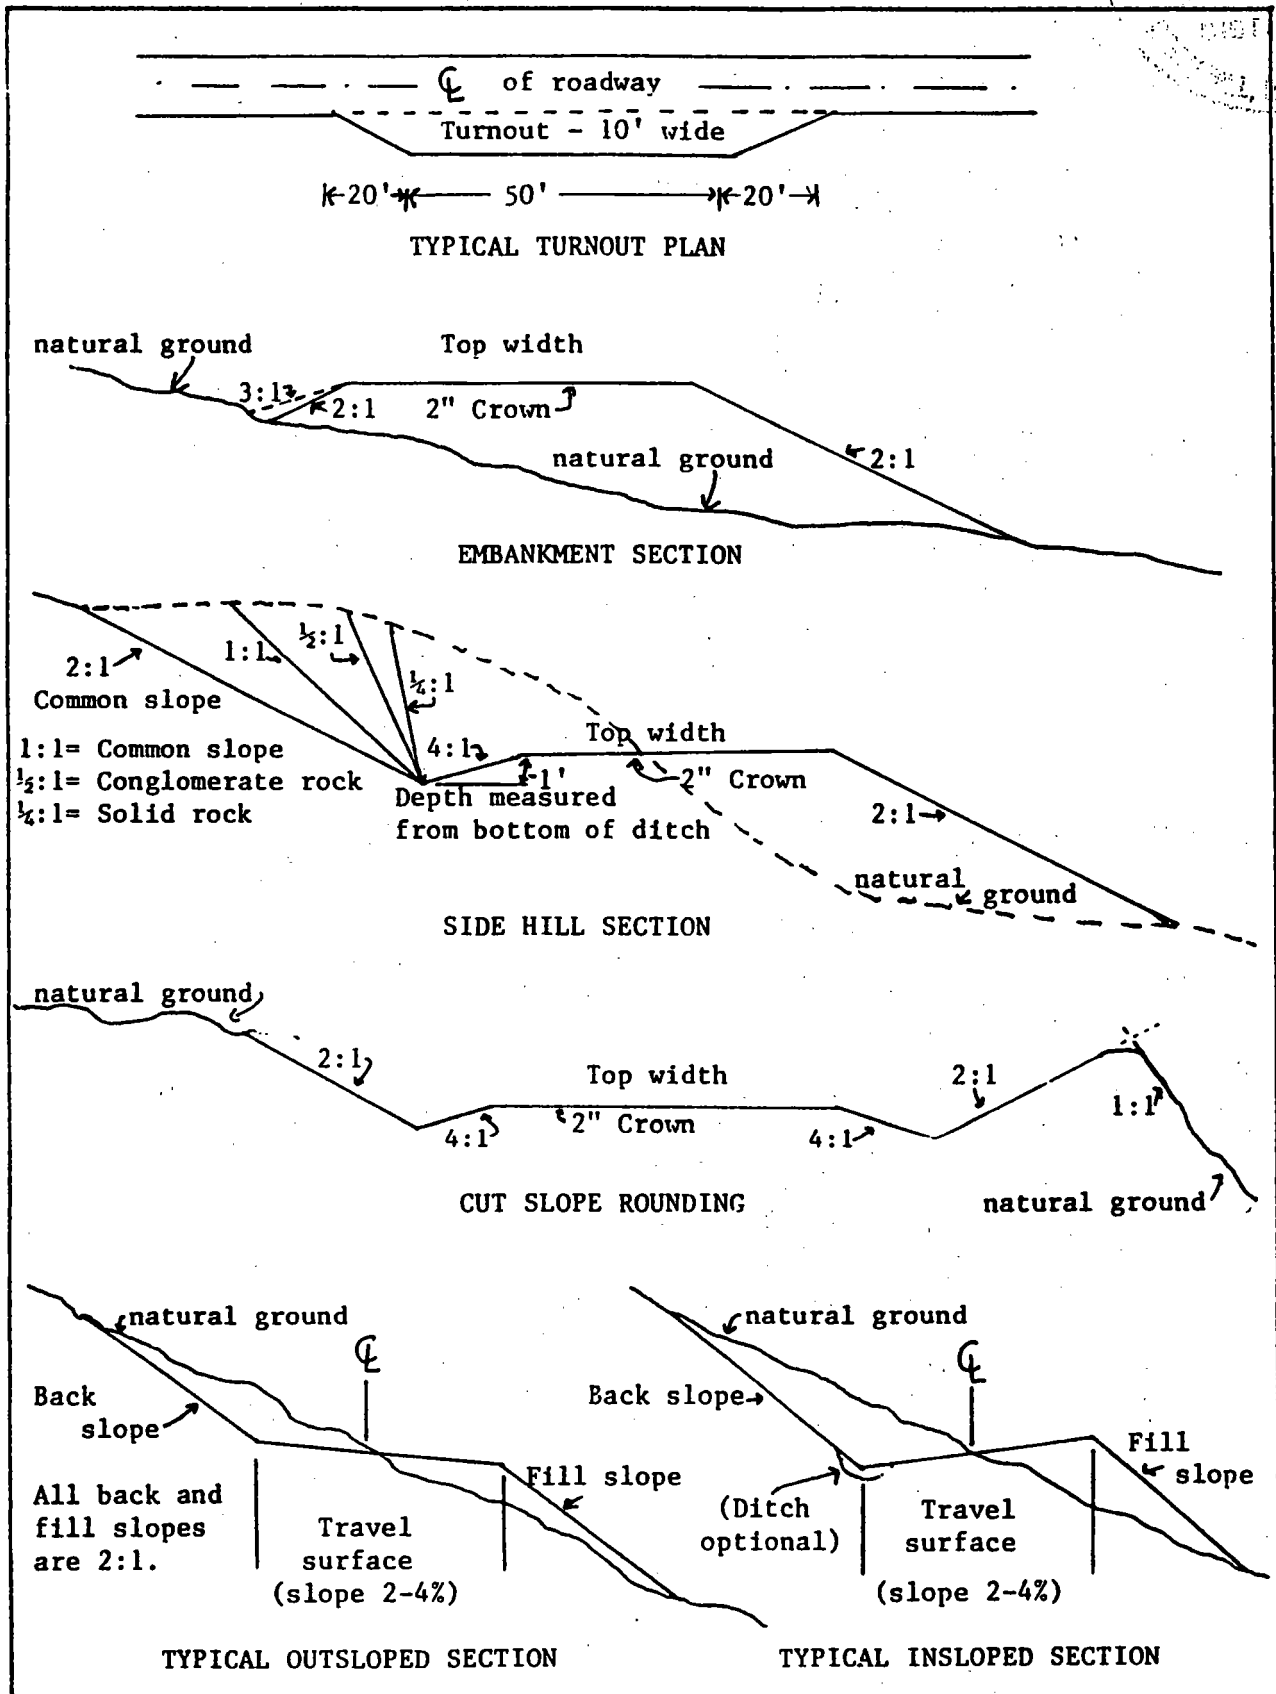 ℄ of roadway
Turnout - 10' wide
20' 50' 20'
TYPICAL TURNOUT PLAN
natural ground
Top width
3:1
2:1
2" Crown
2:1
natural ground
EMBANKMENT SECTION
2:1
Common slope
1:1
½:1
¼:1
1:1= Common slope
½:1= Conglomerate rock
¼:1= Solid rock
4:1
1'
Top width
2" Crown
Depth measured
from bottom of ditch
2:1
natural ground
SIDE HILL SECTION
natural ground
2:1
4:1
Top width
2" Crown
4:1
2:1
1:1
natural ground
CUT SLOPE ROUNDING
natural ground
℄
Back
slope
Fill slope
All back and
fill slopes
are 2:1.
Travel
surface
(slope 2-4%)
TYPICAL OUTSLOPED SECTION
natural ground
℄
Back slope
Fill
slope
(Ditch
optional)
Travel
surface
(slope 2-4%)
TYPICAL INSLOPED SECTION